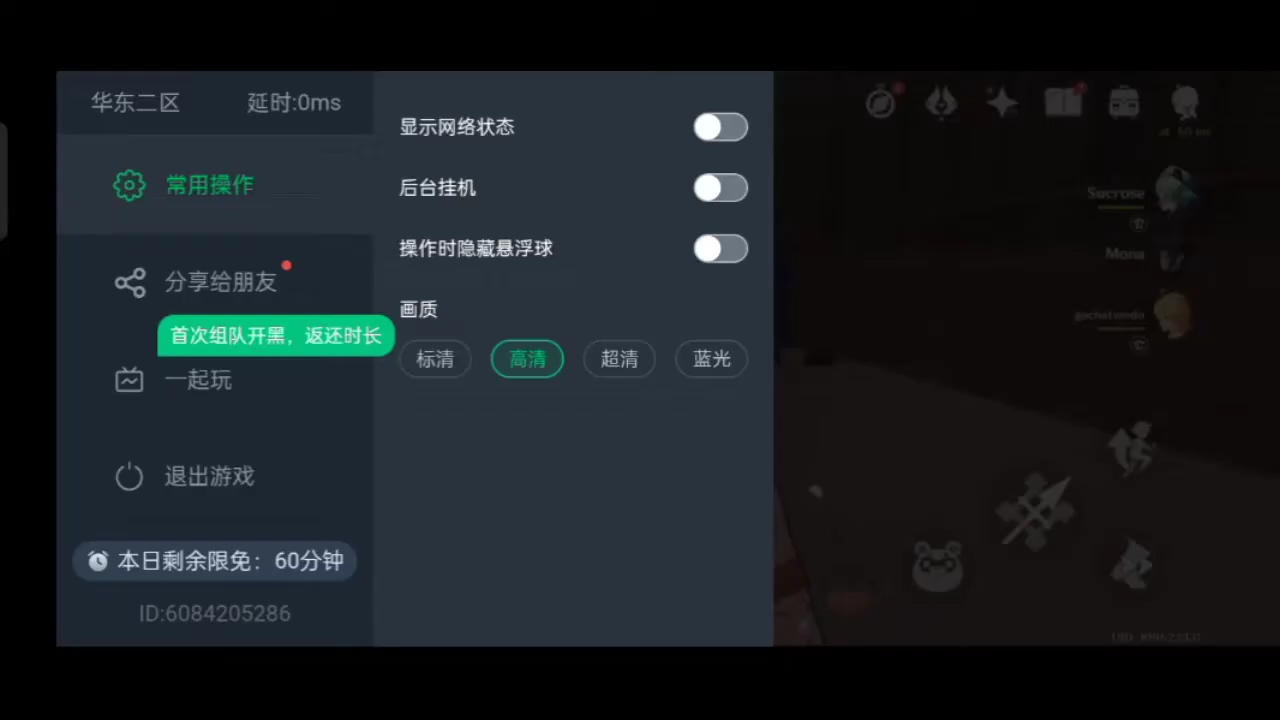 华东二区
延时:0ms
常用操作
分享给朋友
首次组队开黑，返还时长
一起玩
退出游戏
本日剩余限免：60分钟
ID:6084205286
显示网络状态
后台挂机
操作时隐藏悬浮球
画质
标清
高清
超清
蓝光
Sucrose
Mona